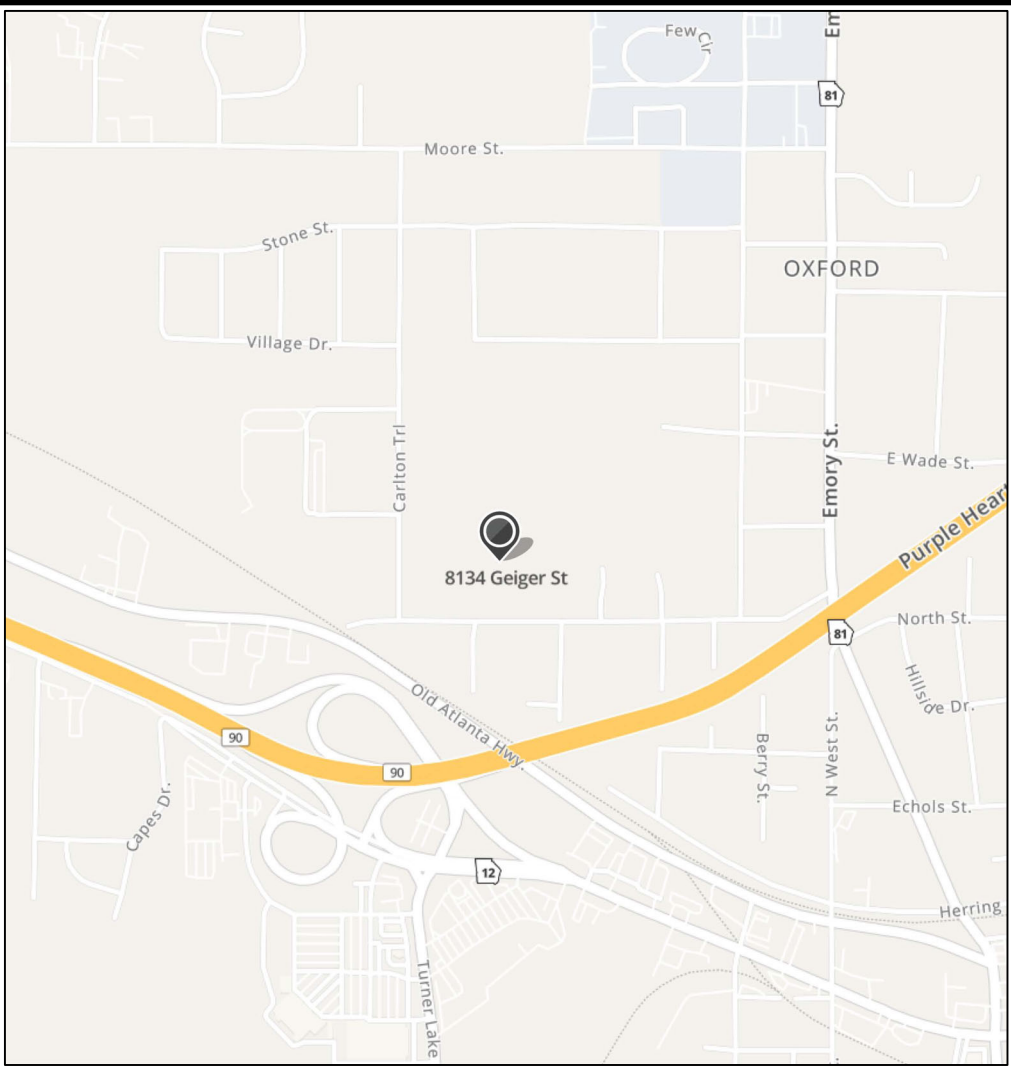 Few Cir
Em
81
Moore St.
Stone St.
OXFORD
Village Dr.
Carlton Trl
Emory St.
E Wade St.
Purple Hear
8134 Geiger St
North St.
81
Hillside Dr.
Old Atlanta Hwy.
90
90
Berry St.
N West St.
Capes Dr.
Echols St.
12
Herring
Turner Lake